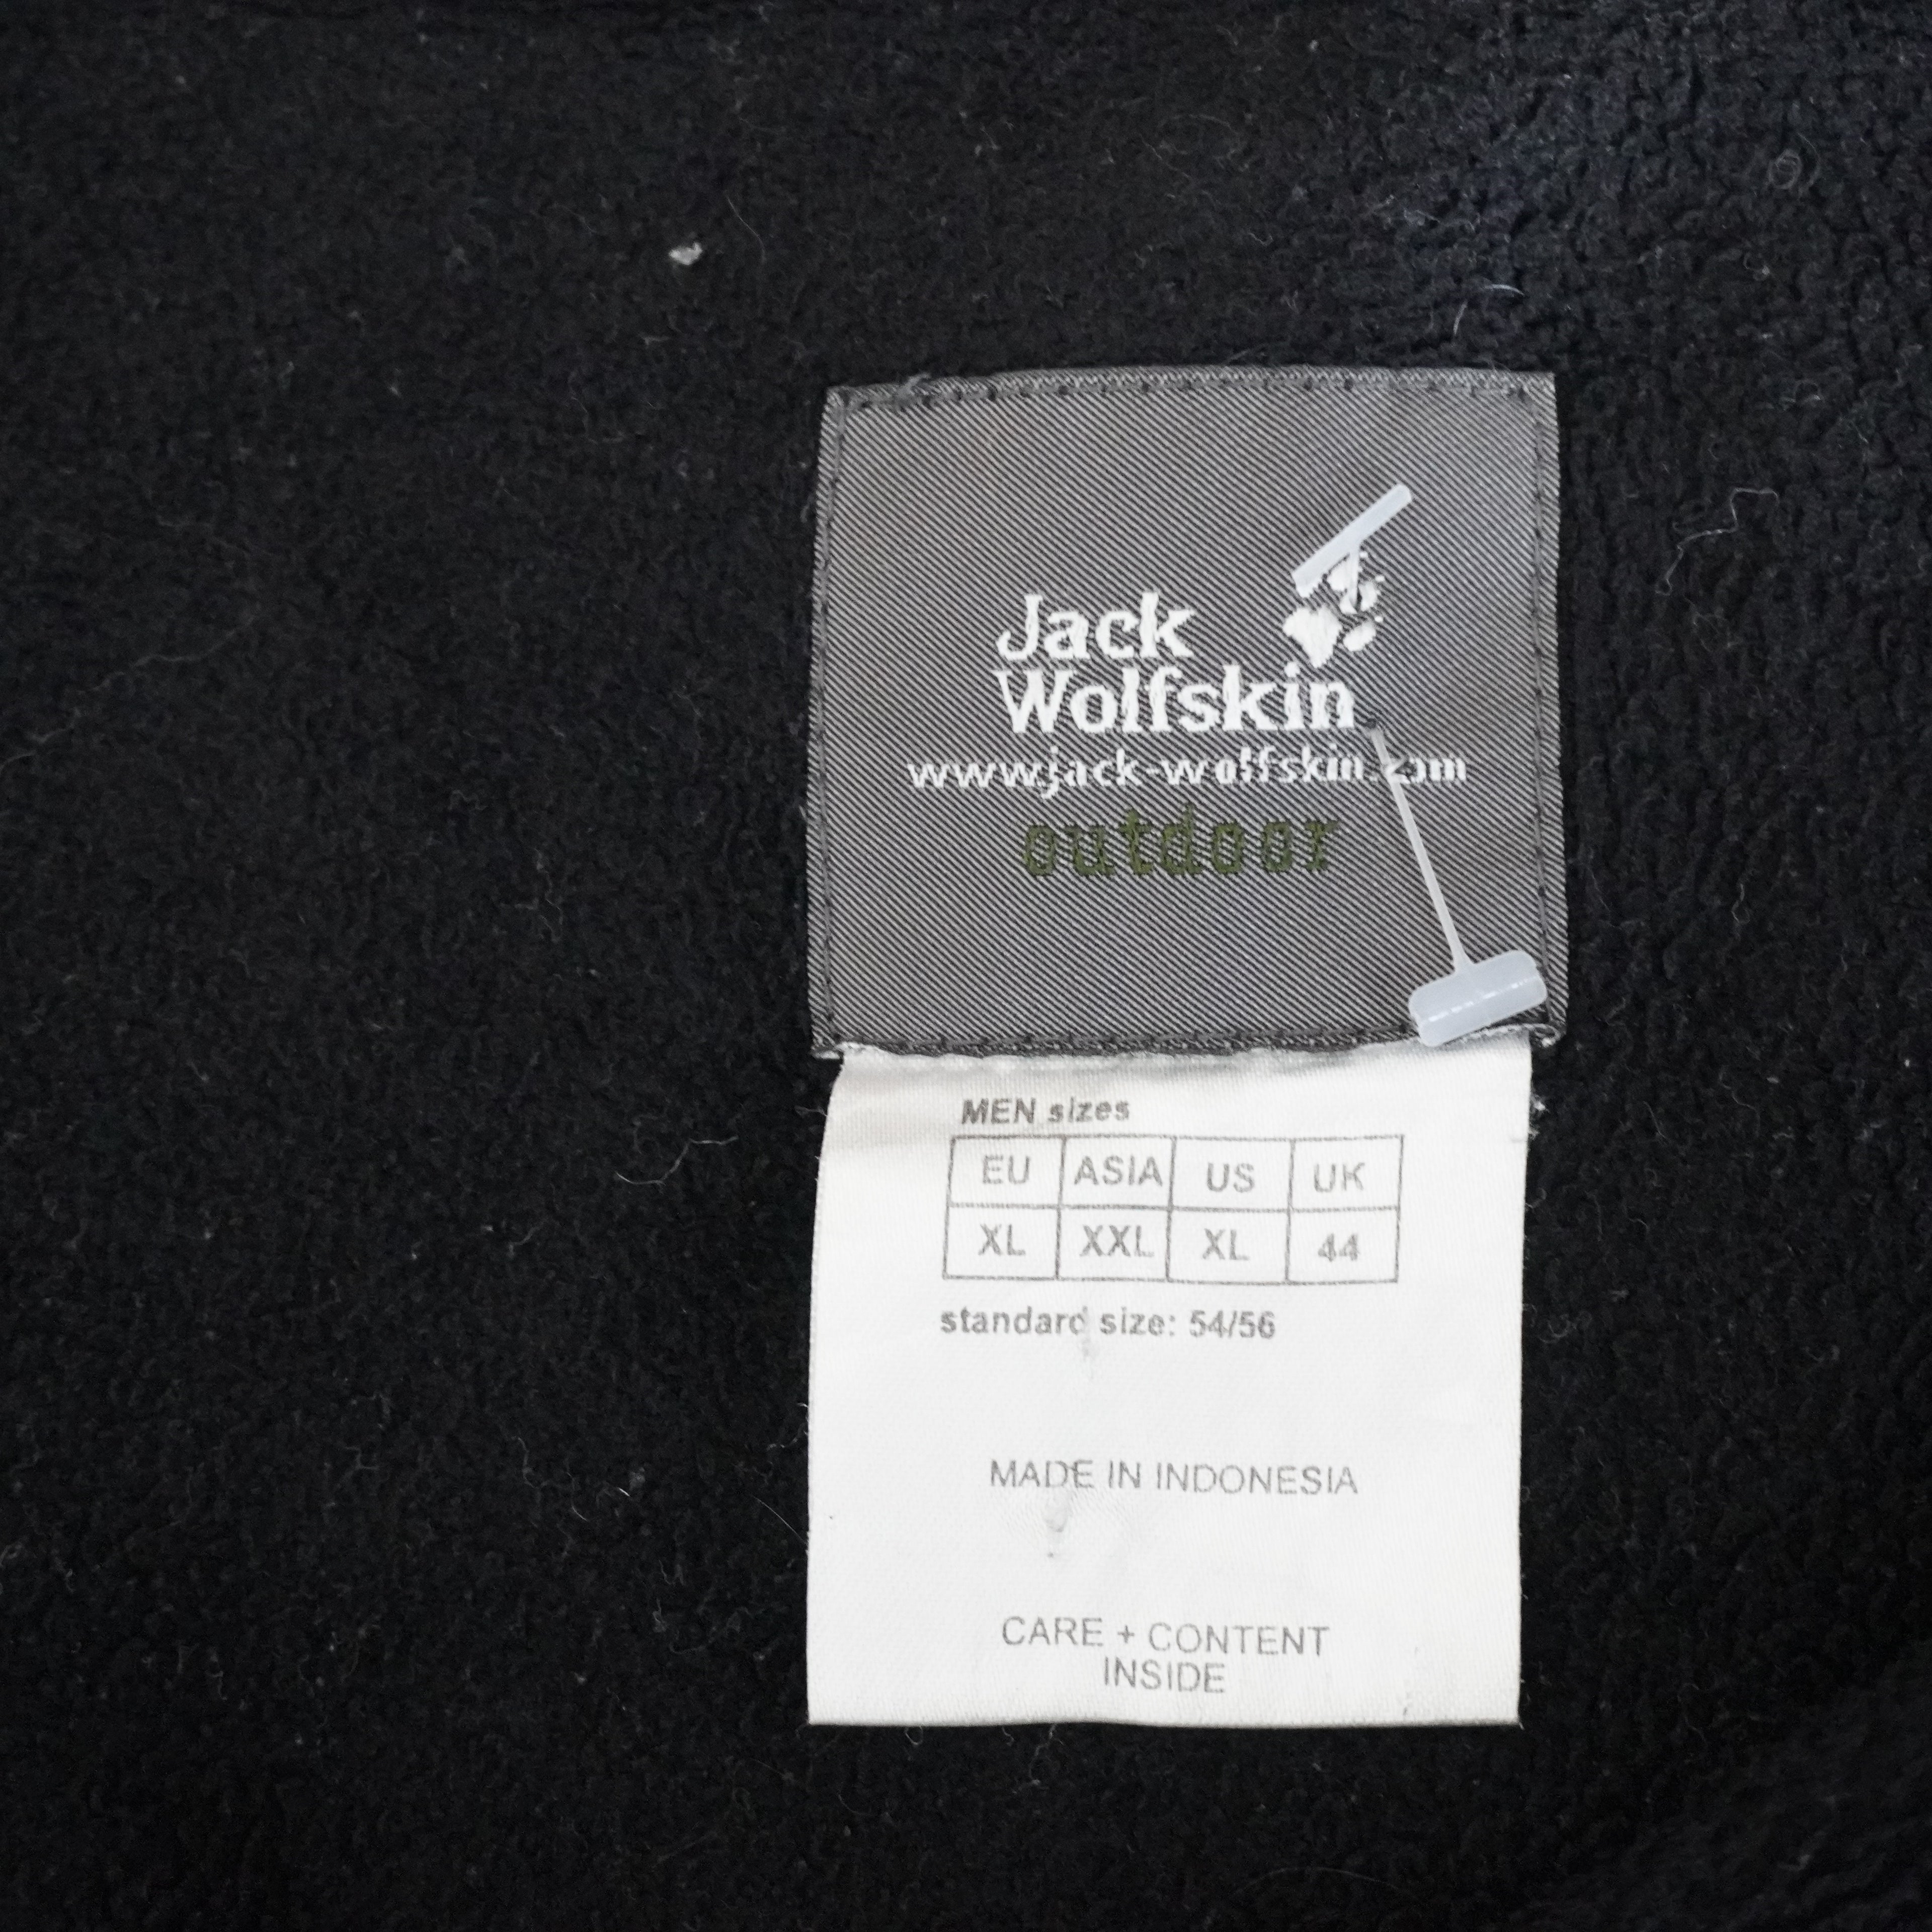 Jack
Wolfskin
www.jack-wolfskin.com
outdoor
MEN sizes
EU ASIA US UK
XL XXL XL 44
standard size: 54/56
MADE IN INDONESIA
CARE + CONTENT
INSIDE